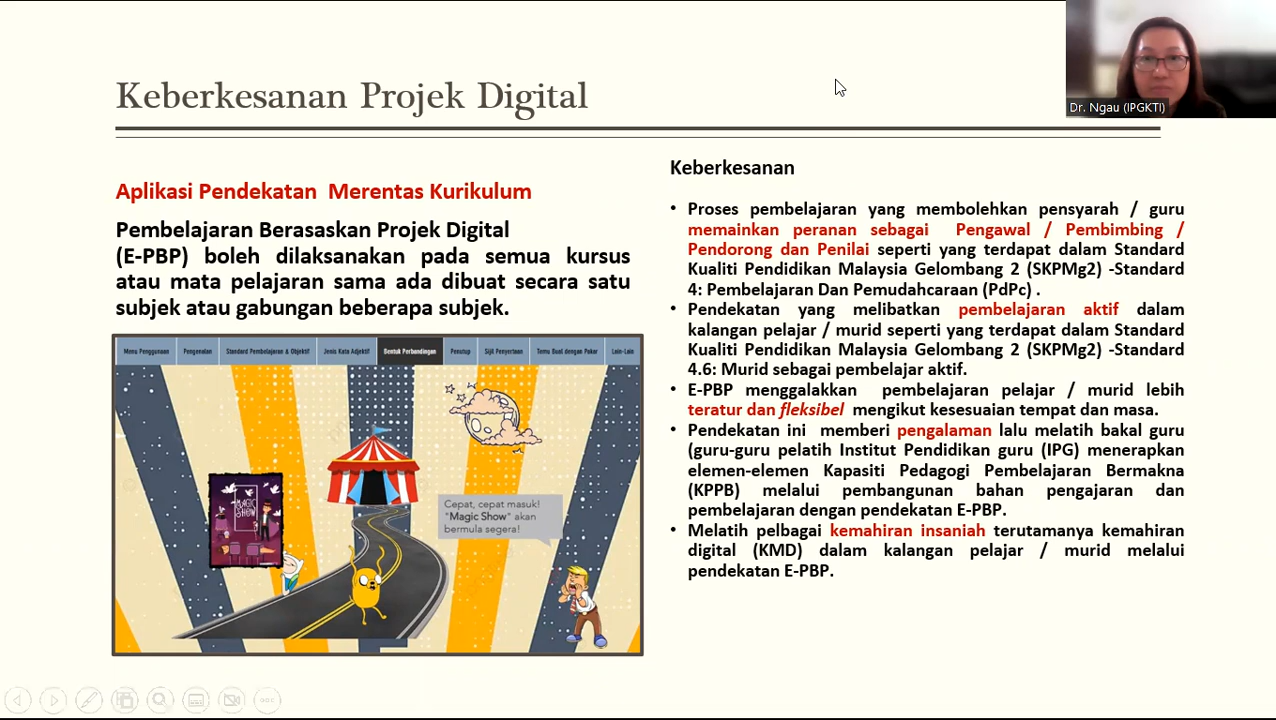 Keberkesanan Projek Digital
Dr. Ngau (IPGKTI)
Aplikasi Pendekatan Merentas Kurikulum
Pembelajaran Berasaskan Projek Digital
(E-PBP) boleh dilaksanakan pada semua kursus
atau mata pelajaran sama ada dibuat secara satu
subjek atau gabungan beberapa subjek.
Menu Penggunaan Pengenalan Standard Pembelajaran & Objektif Jenis Kata Adjektif Bentuk Perbandingan Penutup Sijil Penyertaan Temu Bual dengan Pakar Lain-Lain
MAGIC
SHOW
Cepat, cepat masuk!
"Magic Show" akan
bermula segera!
Keberkesanan
• Proses pembelajaran yang membolehkan pensyarah / guru
memainkan peranan sebagai Pengawal / Pembimbing /
Pendorong dan Penilai seperti yang terdapat dalam Standard
Kualiti Pendidikan Malaysia Gelombang 2 (SKPMg2) -Standard
4: Pembelajaran Dan Pemudahcaraan (PdPc) .
• Pendekatan yang melibatkan pembelajaran aktif dalam
kalangan pelajar / murid seperti yang terdapat dalam Standard
Kualiti Pendidikan Malaysia Gelombang 2 (SKPMg2) -Standard
4.6: Murid sebagai pembelajar aktif.
• E-PBP menggalakkan pembelajaran pelajar / murid lebih
teratur dan fleksibel mengikut kesesuaian tempat dan masa.
• Pendekatan ini memberi pengalaman lalu melatih bakal guru
(guru-guru pelatih Institut Pendidikan guru (IPG) menerapkan
elemen-elemen Kapasiti Pedagogi Pembelajaran Bermakna
(KPPB) melalui pembangunan bahan pengajaran dan
pembelajaran dengan pendekatan E-PBP.
• Melatih pelbagai kemahiran insaniah terutamanya kemahiran
digital (KMD) dalam kalangan pelajar / murid melalui
pendekatan E-PBP.